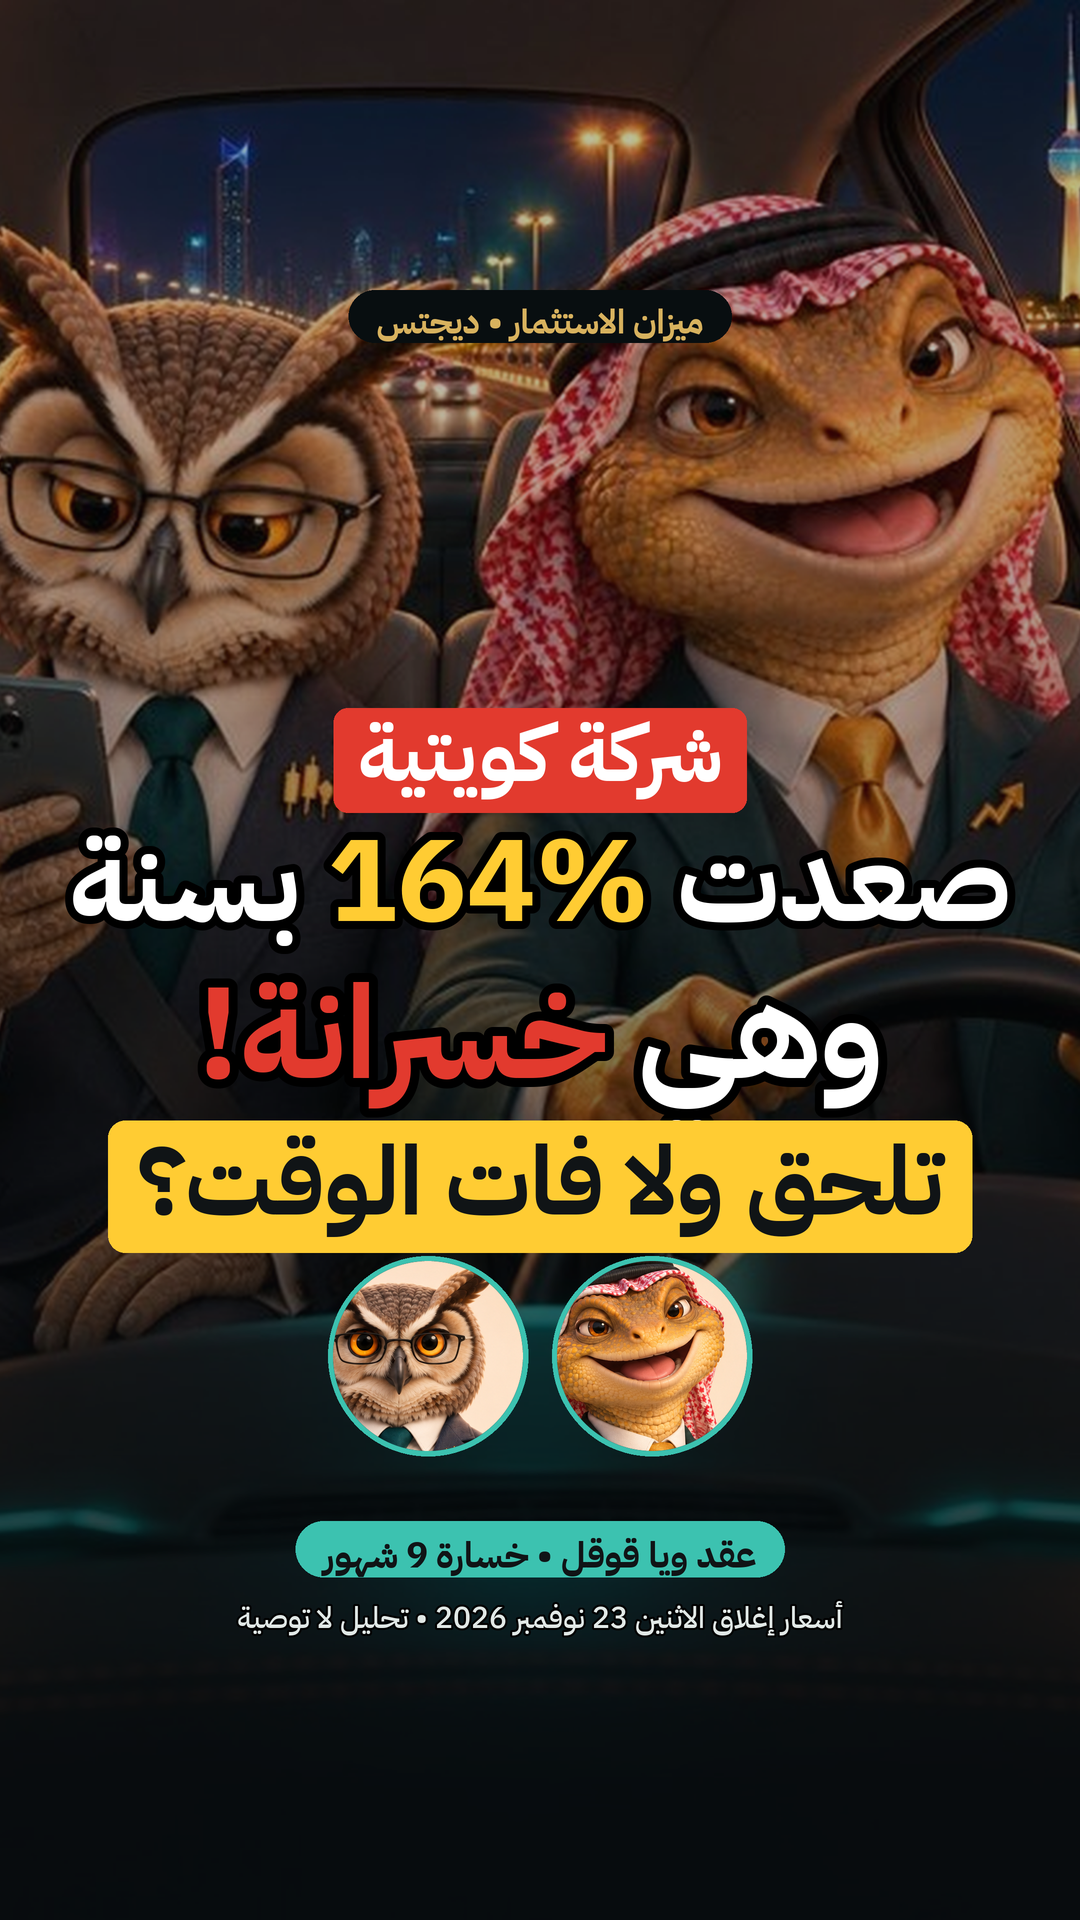 ميزان الاستثمار • ديجتس
شركة كويتية
صعدت 164% بسنة
وهي خسرانة!
تلحق ولا فات الوقت؟
عقد ويا قوقل • خسارة 9 شهور
أسعار إغلاق الاثنين 23 نوفمبر 2026 • تحليل لا توصية